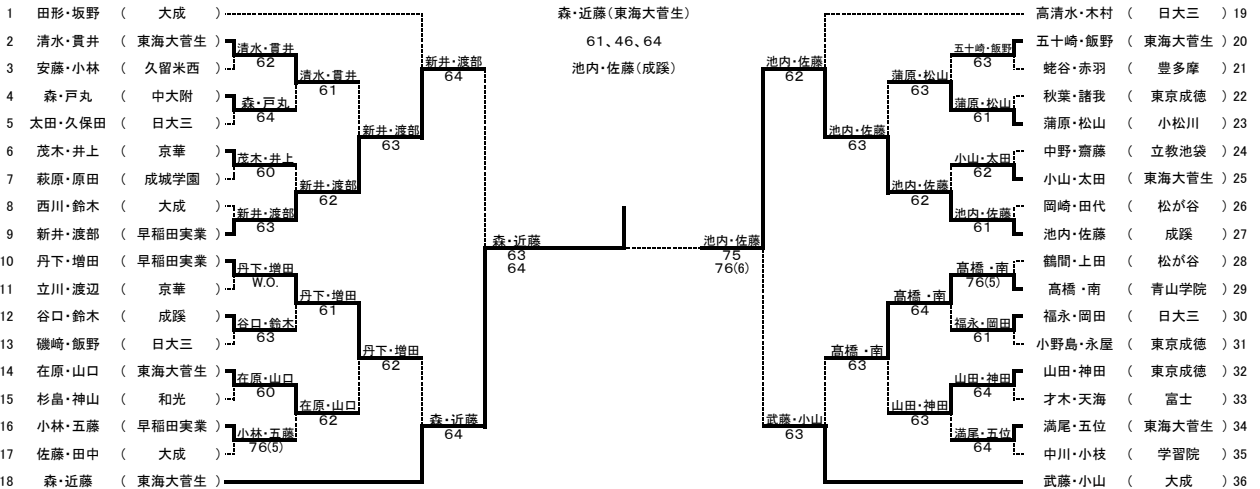 森・近藤(東海大菅生)
61、46、64
池内・佐藤(成蹊)
1 田形・坂野 ( 大成 )
2 清水・貫井 ( 東海大菅生 )
3 安藤・小林 ( 久留米西 )
4 森・戸丸 ( 中大附 )
5 太田・久保田 ( 日大三 )
6 茂木・井上 ( 京華 )
7 萩原・原田 ( 成城学園 )
8 西川・鈴木 ( 大成 )
9 新井・渡部 ( 早稲田実業 )
10 丹下・増田 ( 早稲田実業 )
11 立川・渡辺 ( 京華 )
12 谷口・鈴木 ( 成蹊 )
13 磯﨑・飯野 ( 日大三 )
14 在原・山口 ( 東海大菅生 )
15 杉畠・神山 ( 和光 )
16 小林・五藤 ( 早稲田実業 )
17 佐藤・田中 ( 大成 )
18 森・近藤 ( 東海大菅生 )
清水・貫井
62
森・戸丸
64
茂木・井上
60
新井・渡部
63
丹下・増田
W.O.
谷口・鈴木
63
在原・山口
60
小林・五藤
76(5)
清水・貫井
61
新井・渡部
62
丹下・増田
61
在原・山口
62
新井・渡部
63
丹下・増田
62
新井・渡部
64
森・近藤
64
森・近藤
63
64
池内・佐藤
75
76(6)
池内・佐藤
62
武藤・小山
63
池内・佐藤
63
髙橋 ・南
63
蒲原・松山
63
池内・佐藤
62
髙橋 ・南
64
山田・神田
63
五十崎・飯野
63
蒲原・松山
61
小山・太田
62
池内・佐藤
61
髙橋 ・南
76(5)
福永・岡田
61
山田・神田
64
満尾・五位
64
高清水・木村 ( 日大三 ) 19
五十崎・飯野 ( 東海大菅生 ) 20
蛯谷・赤羽 ( 豊多摩 ) 21
秋葉・諸我 ( 東京成徳 ) 22
蒲原・松山 ( 小松川 ) 23
中野・齋藤 ( 立教池袋 ) 24
小山・太田 ( 東海大菅生 ) 25
岡崎・田代 ( 松が谷 ) 26
池内・佐藤 ( 成蹊 ) 27
鶴間・上田 ( 松が谷 ) 28
髙橋 ・南 ( 青山学院 ) 29
福永・岡田 ( 日大三 ) 30
小野島・永屋 ( 東京成徳 ) 31
山田・神田 ( 東京成徳 ) 32
才木・天海 ( 富士 ) 33
満尾・五位 ( 東海大菅生 ) 34
中川・小枝 ( 学習院 ) 35
武藤・小山 ( 大成 ) 36